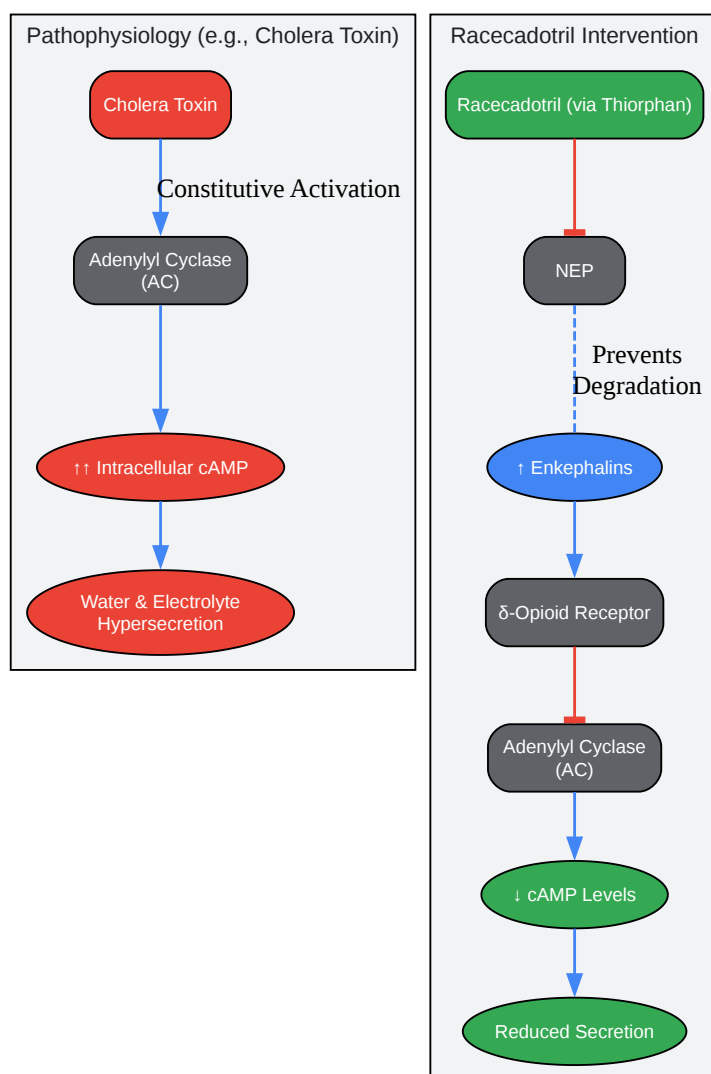 Pathophysiology (e.g., Cholera Toxin)
Cholera Toxin
Constitutive Activation
Adenylyl Cyclase
(AC)
↑↑ Intracellular cAMP
Water & Electrolyte
Hypersecretion
Racecadotril Intervention
Racecadotril (via Thiorphan)
NEP
Prevents
Degradation
↑ Enkephalins
δ-Opioid Receptor
Adenylyl Cyclase
(AC)
↓ cAMP Levels
Reduced Secretion